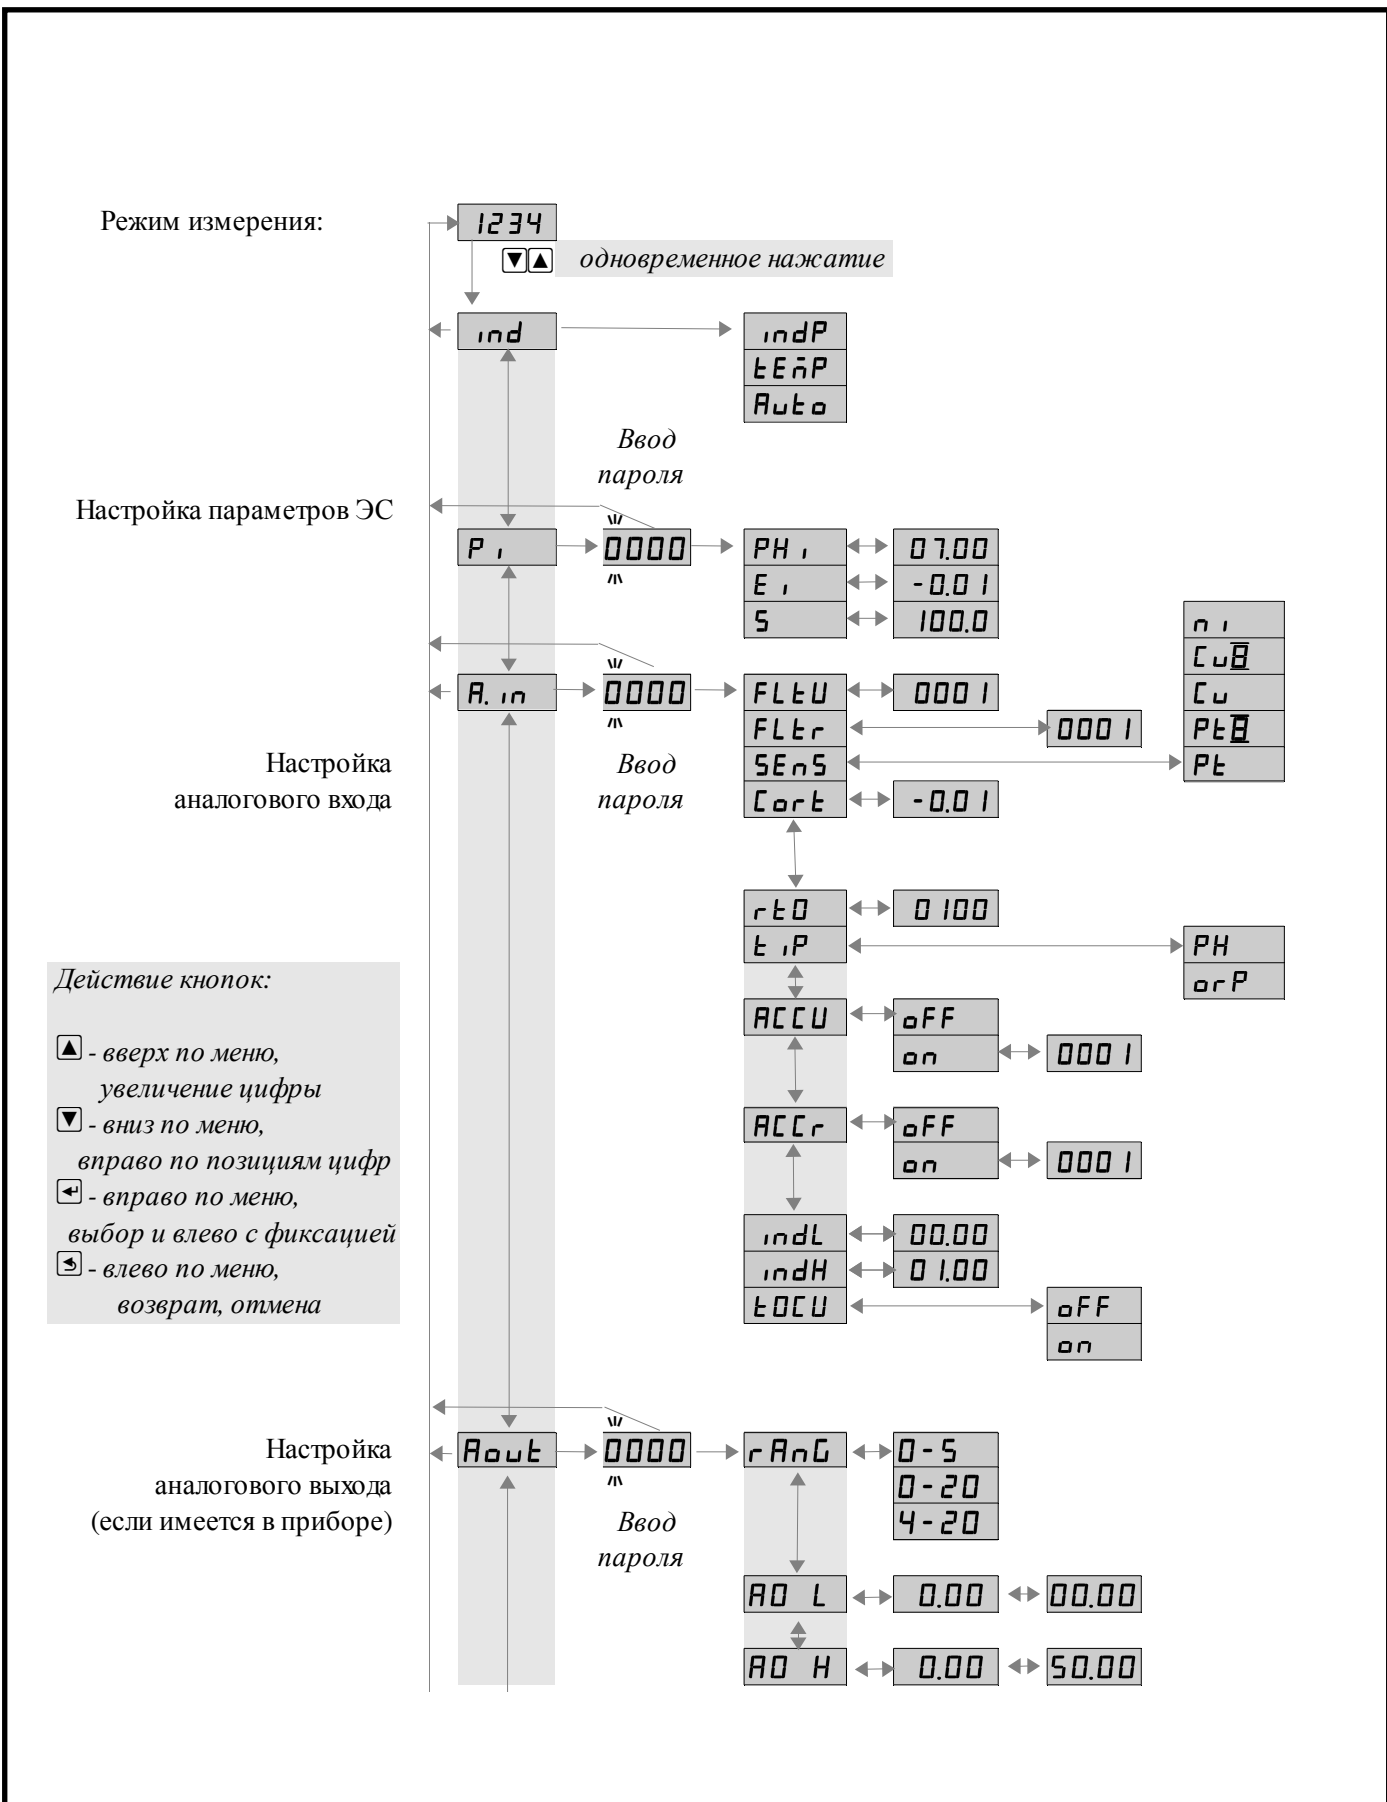 Режим измерения:
1234
одновременное нажатие
ind
indP
tEmP
Auto
Ввод
пароля
Настройка параметров ЭС
Pi
0000
PHi
07.00
Ei
-0.01
S
100.0
ni
Cu
Cu
Pt
Pt
A.in
0000
FLtU
0001
FLtr
0001
SEnS
Cort
-0.01
Настройка
аналогового входа
Ввод
пароля
rt0
0100
tiP
PH
orP
ACCU
oFF
on
0001
ACCr
oFF
on
0001
indL
00.00
indH
01.00
t0CU
oFF
on
Действие кнопок:
▲ - вверх по меню,
увеличение цифры
▼ - вниз по меню,
вправо по позициям цифр
- вправо по меню,
выбор и влево с фиксацией
- влево по меню,
возврат, отмена
Настройка
аналогового выхода
(если имеется в приборе)
Aout
0000
Ввод
пароля
rAnG
0-5
0-20
4-20
A0 L
0.00
00.00
A0 H
0.00
50.00